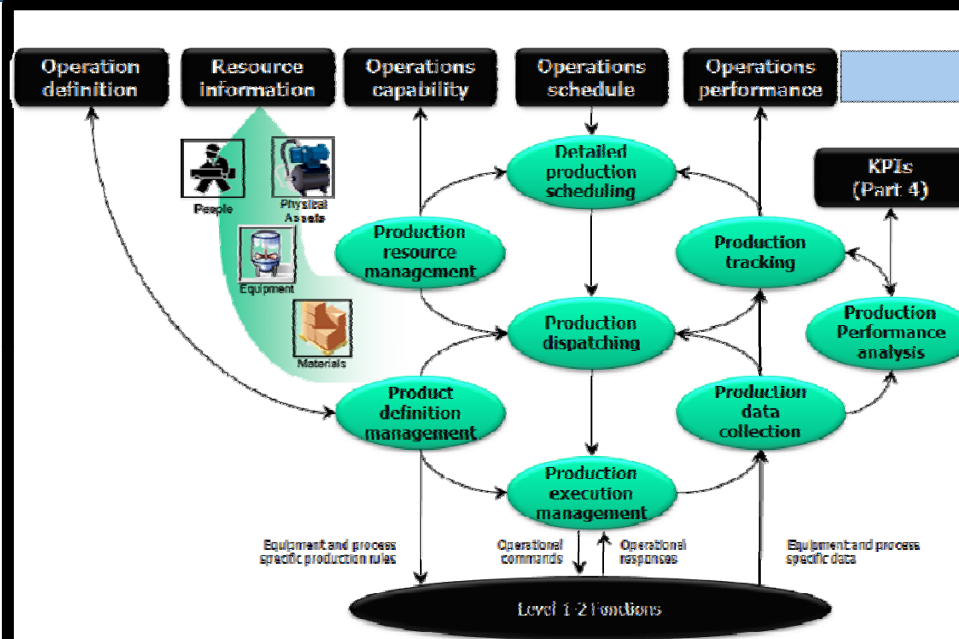 Operation
definition
Resource
information
Operations
capability
Operations
schedule
Operations
performance
Detailed
production
scheduling
KPIs
(Part 4)
People
Physical
Assets
Production
resource
management
Production
tracking
Equipment
Production
dispatching
Production
Performance
analysis
Materials
Product
definition
management
Production
data
collection
Production
execution
management
Equipment and process
specific production rules
Operational
commands
Operational
responses
Equipment and process
specific data
Level 1-2 Functions